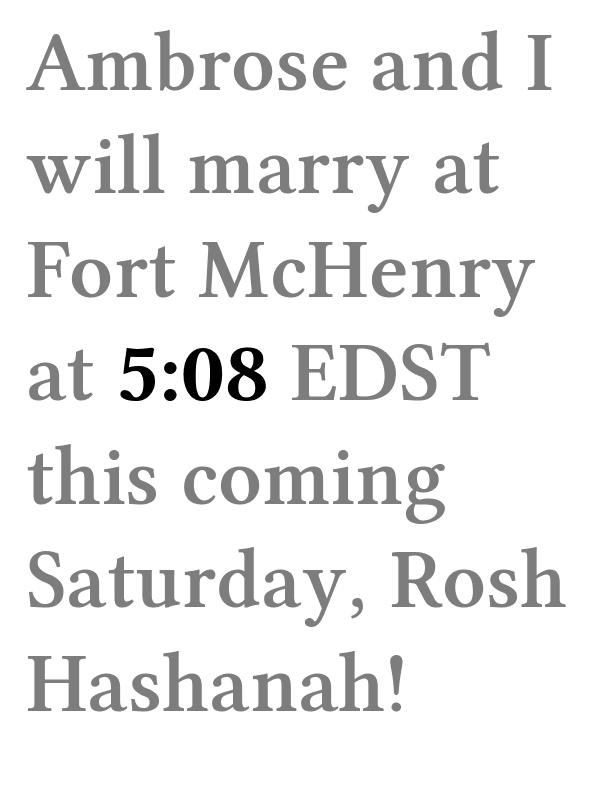 Ambrose and I
will marry at
Fort McHenry
at 5:08 EDST
this coming
Saturday, Rosh
Hashanah!